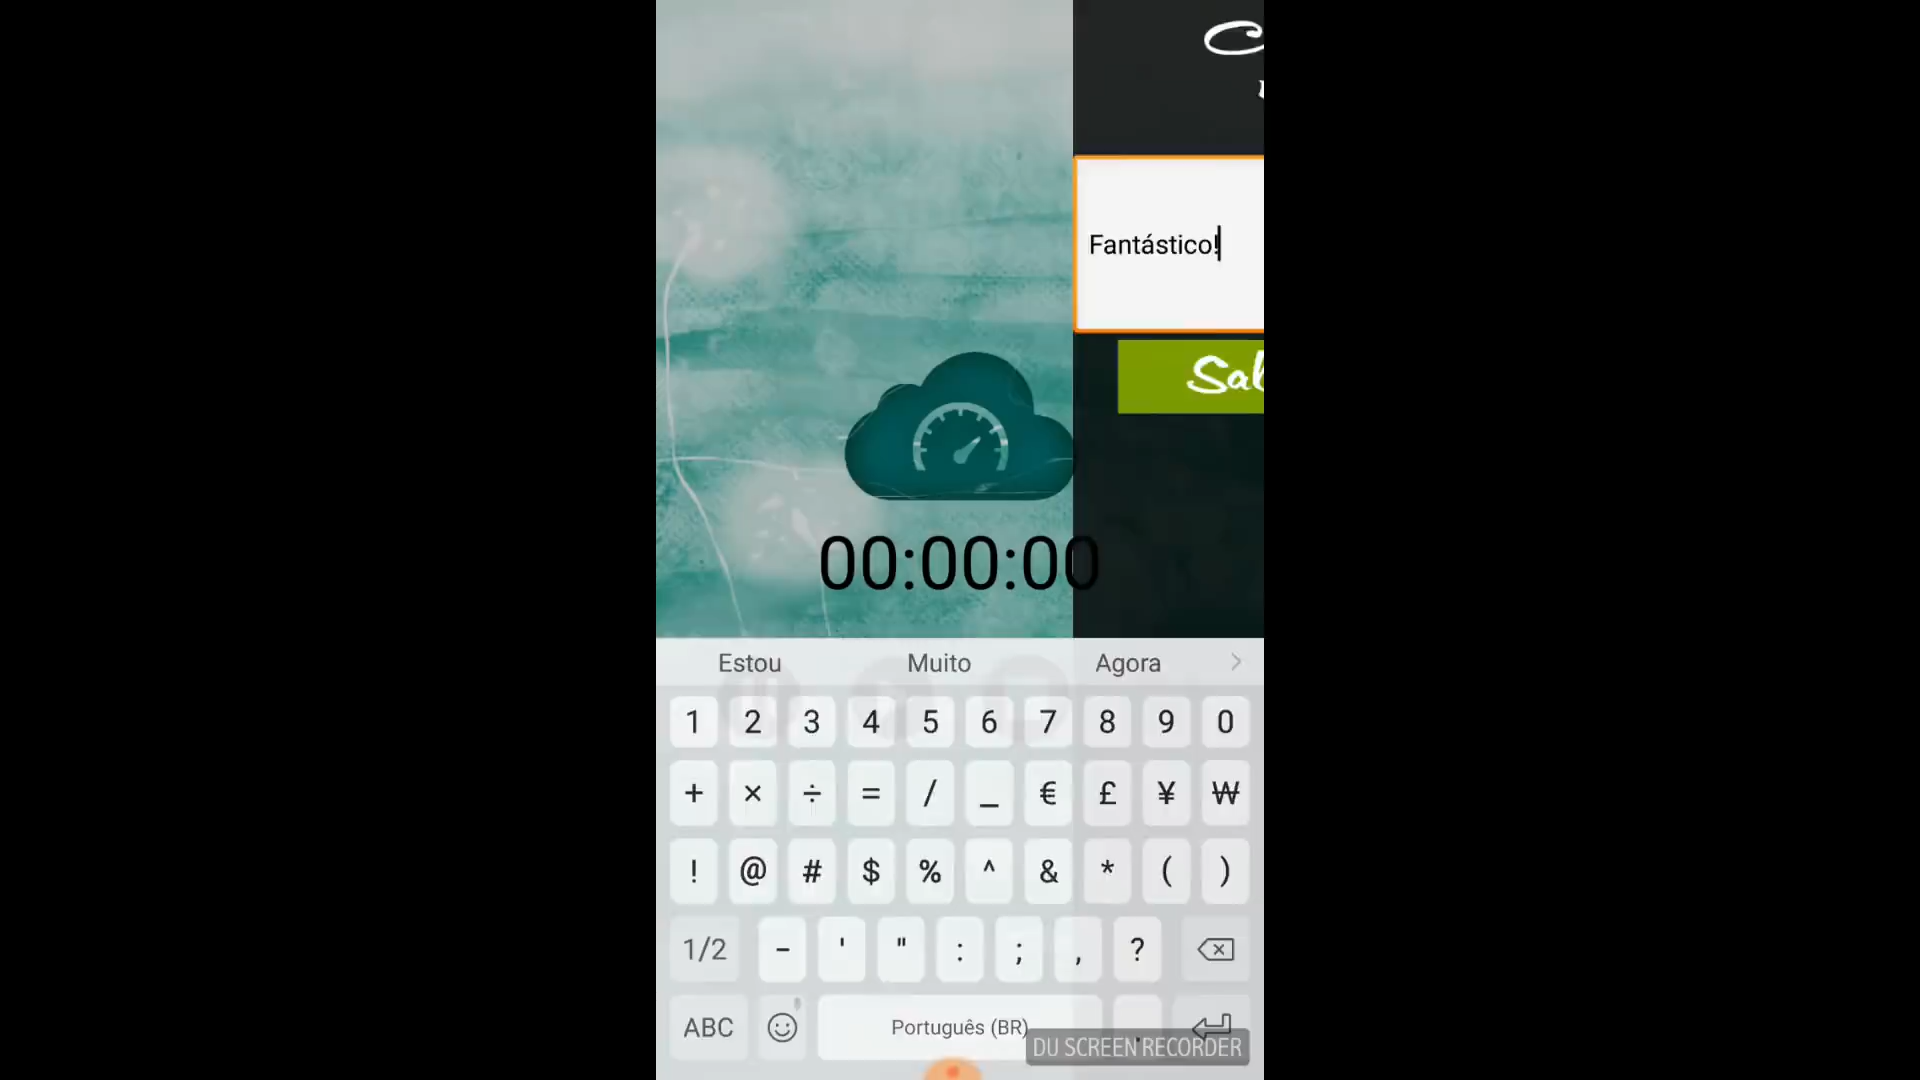 Fantástico!
00:00:00
Estou Muito Agora
1 2 3 4 5 6 7 8 9 0
+ × ÷ = / _ € £ ¥ ₩
! @ # $ % ^ & * ( )
1/2 - ' " : ; , ?
ABC Português (BR) .
DU SCREEN RECORDER